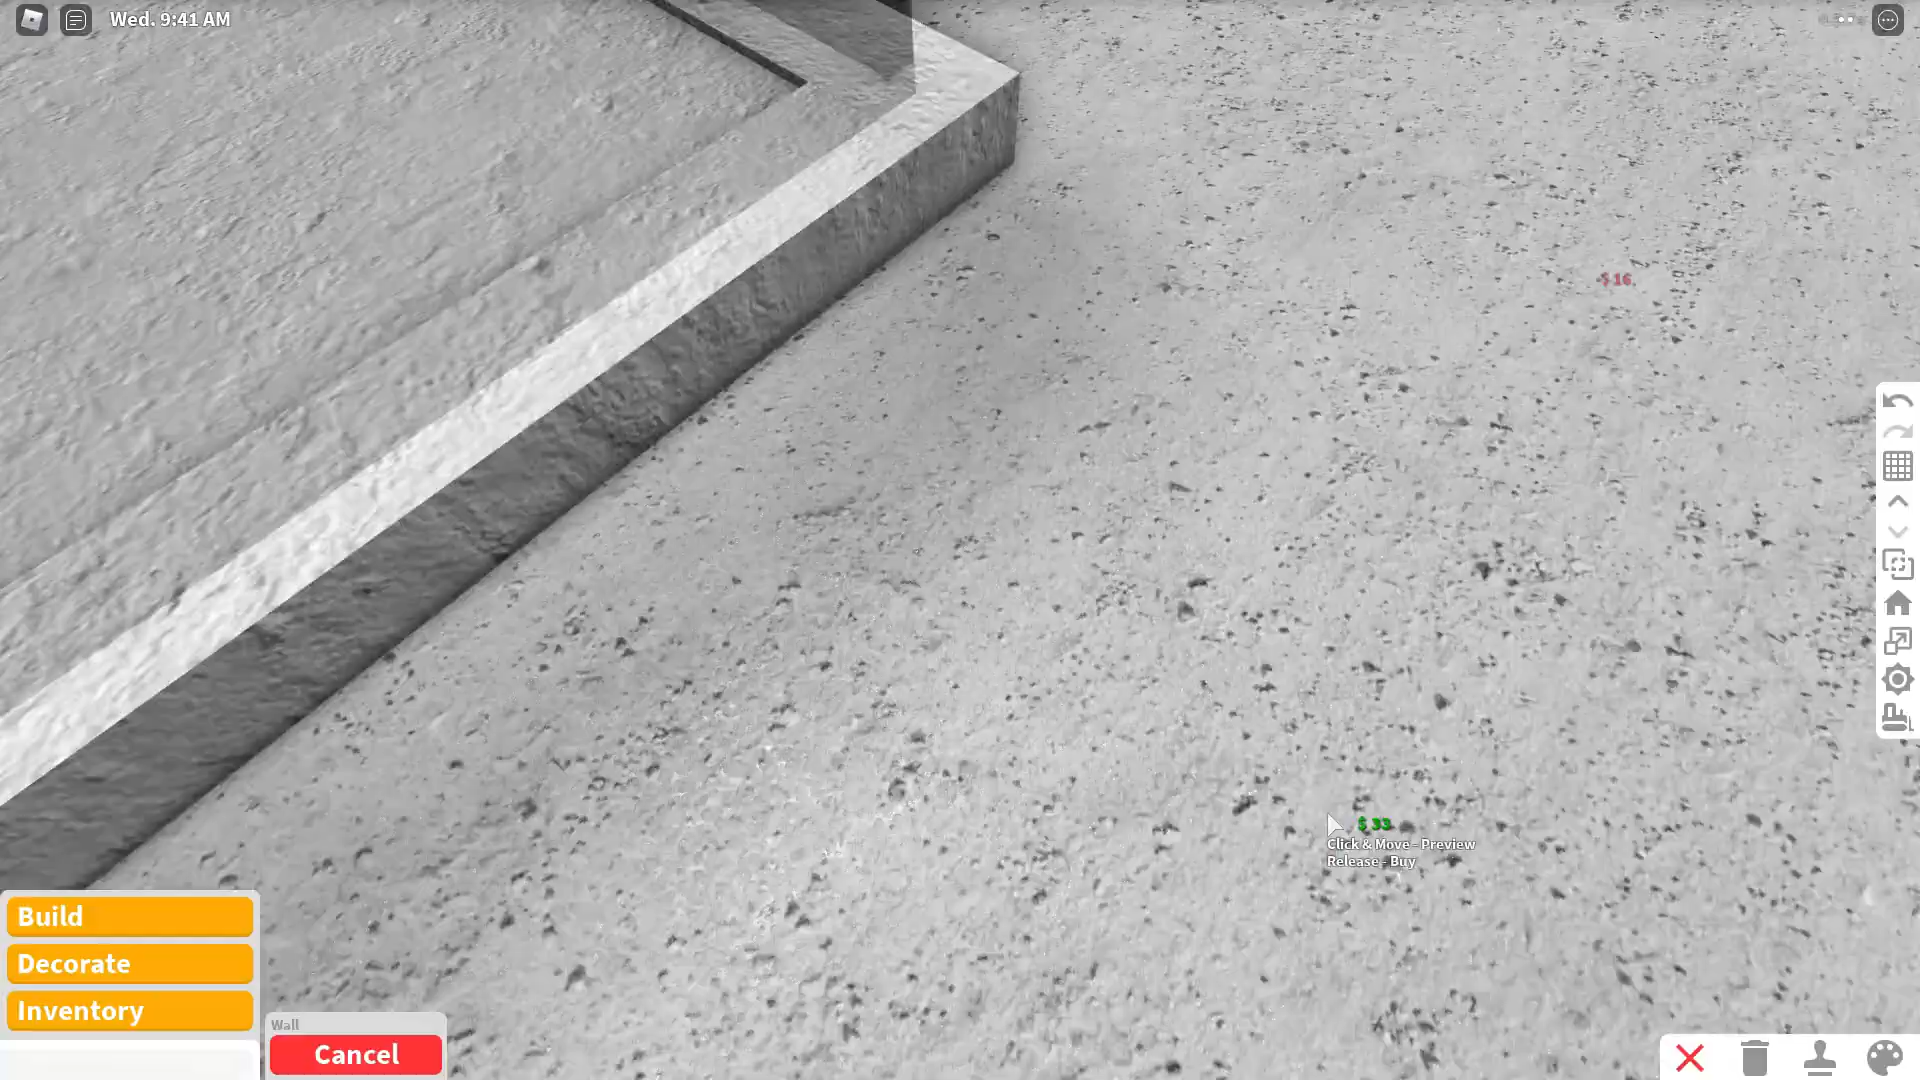 Wed. 9:41 AM
-$ 16
$ 33
Click & Move - Preview
Release - Buy
Build
Decorate
Inventory
Wall
Cancel